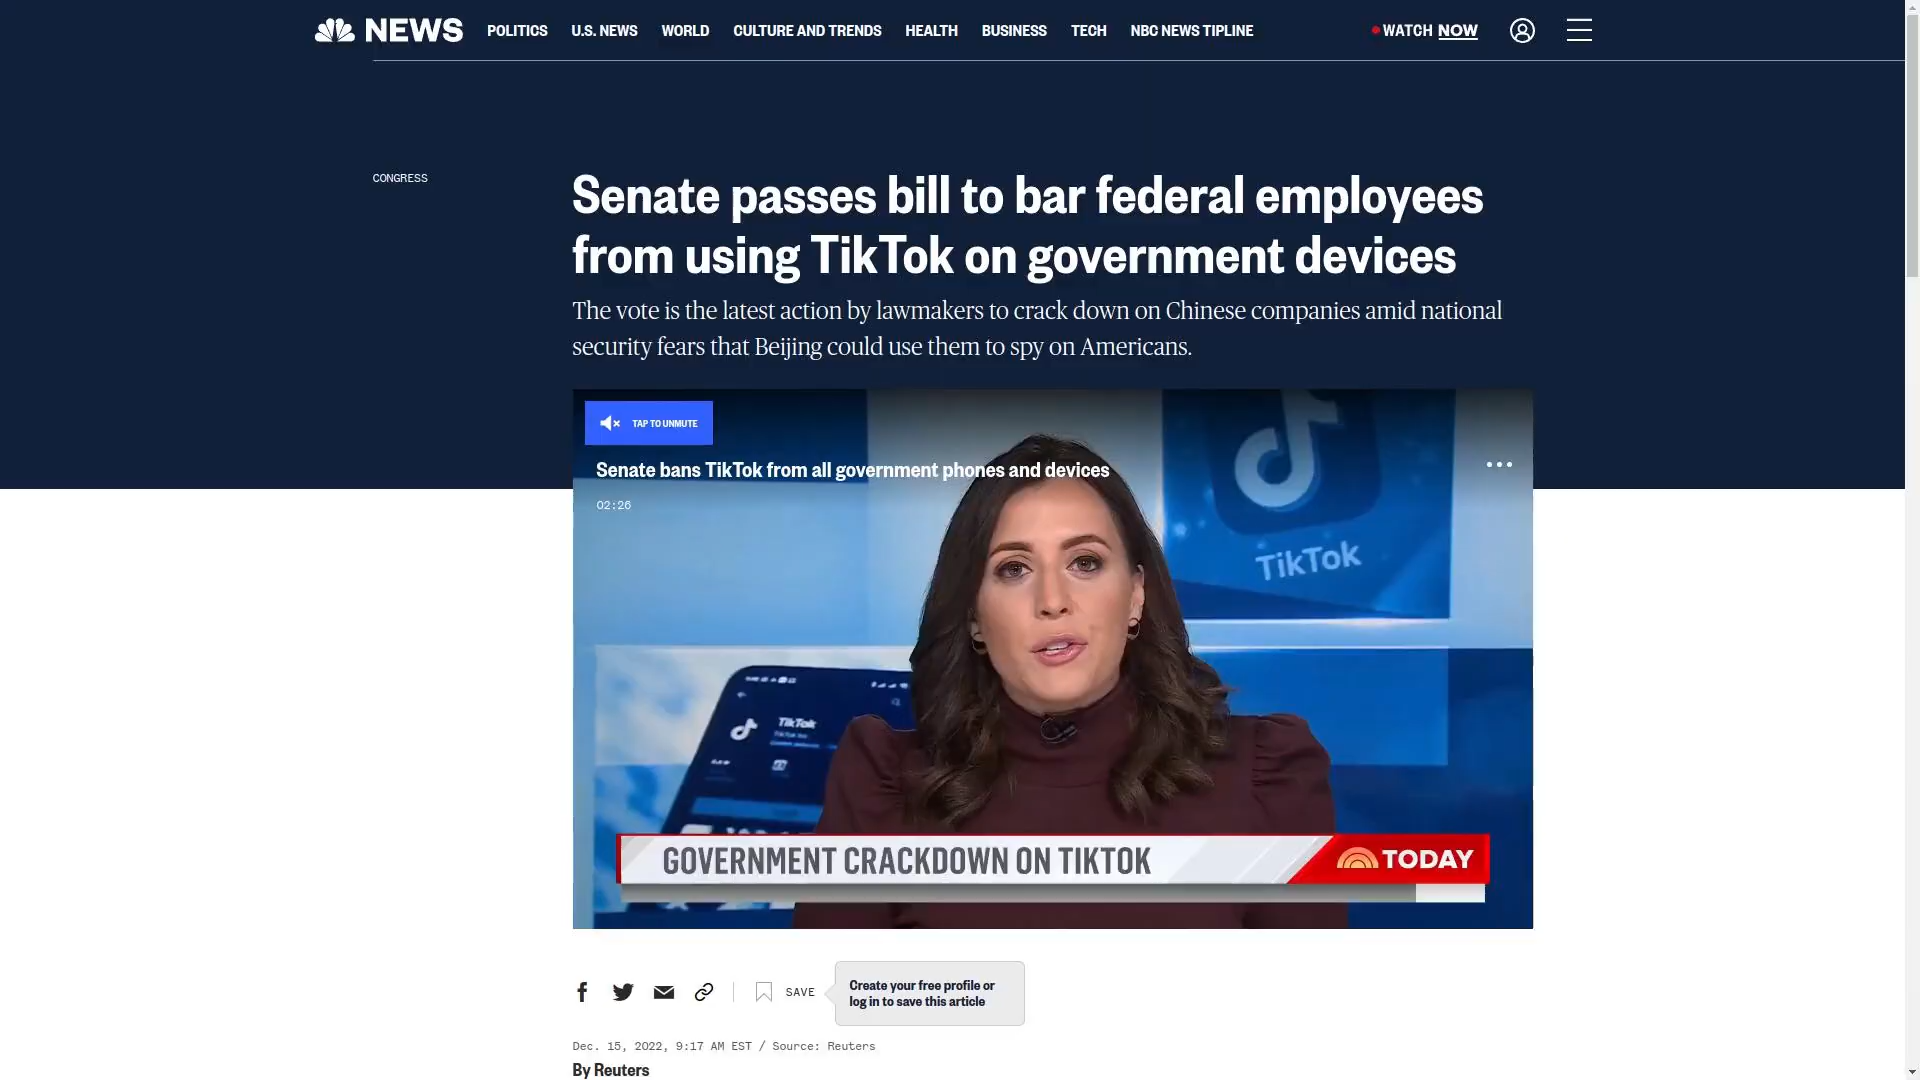 NEWS
POLITICS
U.S. NEWS
WORLD
CULTURE AND TRENDS
HEALTH
BUSINESS
TECH
NBC NEWS TIPLINE
WATCH NOW
CONGRESS
Senate passes bill to bar federal employees
from using TikTok on government devices
The vote is the latest action by lawmakers to crack down on Chinese companies amid national
security fears that Beijing could use them to spy on Americans.
TAP TO UNMUTE
Senate bans TikTok from all government phones and devices
02:26
TikTok
TikTok
GOVERNMENT CRACKDOWN ON TIKTOK
TODAY
SAVE
Create your free profile or
log in to save this article
Dec. 15, 2022, 9:17 AM EST / Source: Reuters
By Reuters